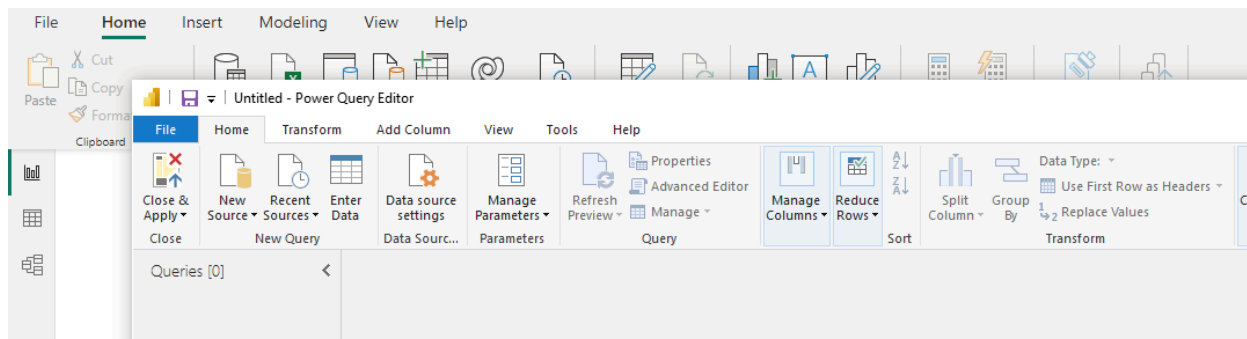 File Home Insert Modeling View Help
Cut
Copy
Paste
Clipboard
Untitled - Power Query Editor
File Home Transform Add Column View Tools Help
Properties
Advanced Editor
Manage
Close & Apply
New Source
Recent Sources
Enter Data
Data source settings
Manage Parameters
Refresh Preview
Manage Columns
Reduce Rows
Split Column
Group By
Data Type:
Use First Row as Headers
Replace Values
Close
New Query
Data Sourc...
Parameters
Query
Sort
Transform
Queries [0]